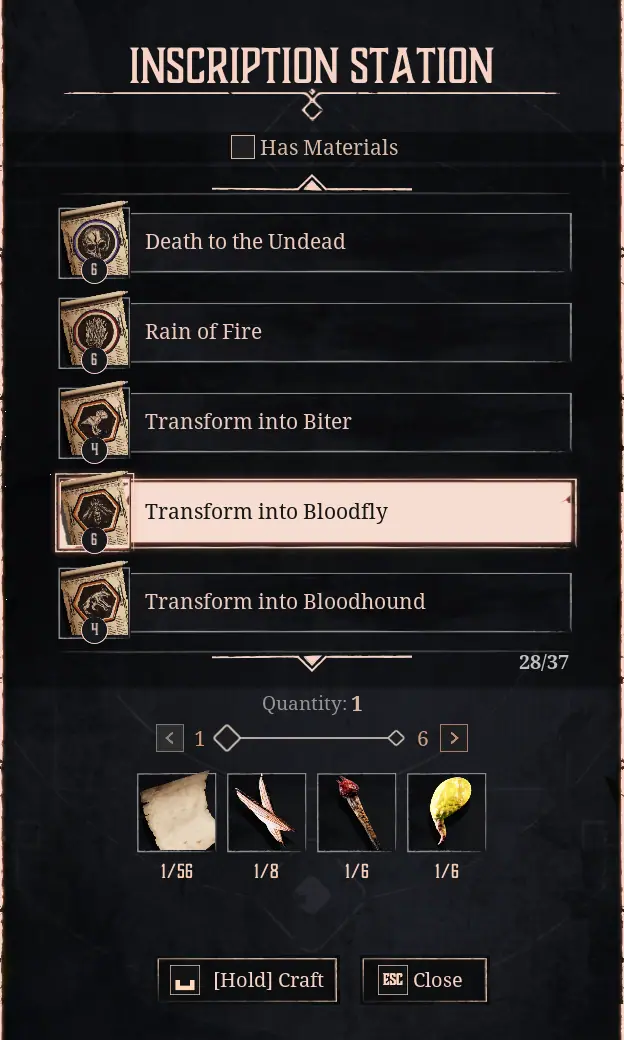 INSCRIPTION STATION
Has Materials
6
Death to the Undead
6
Rain of Fire
4
Transform into Biter
6
Transform into Bloodfly
4
Transform into Bloodhound
28/37
Quantity: 1
< 1 6 >
1/56 1/8 1/6 1/6
[Hold] Craft ESC Close